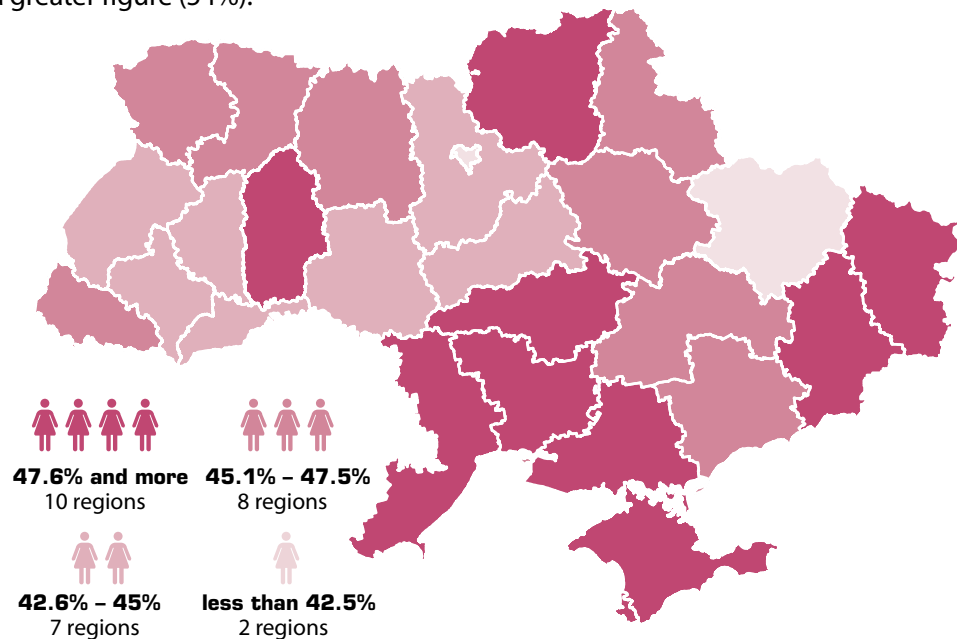 greater figure (54%).
47.6% and more
10 regions
45.1% – 47.5%
8 regions
42.6% – 45%
7 regions
less than 42.5%
2 regions